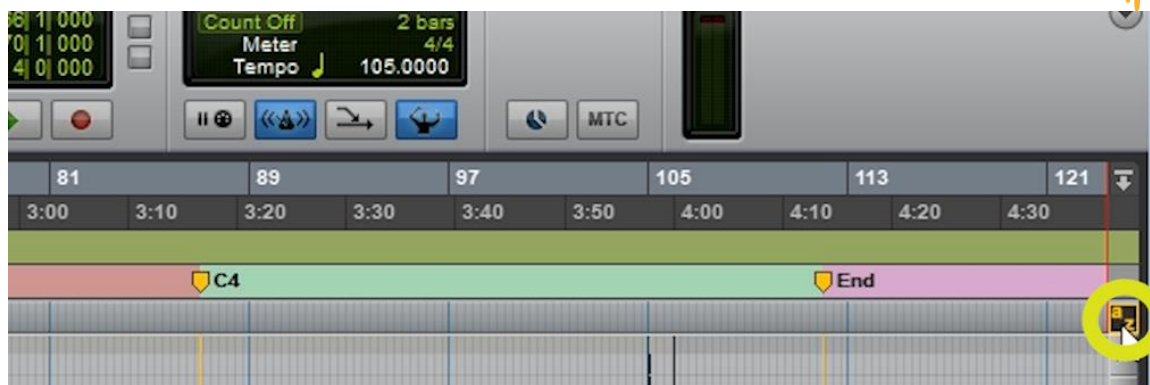 1| 000
Count Off 2 bars
1| 000
Meter 4/4
4| 0| 000
Tempo 105.0000
MTC
81 89 97 105 113 121
3:00 3:10 3:20 3:30 3:40 3:50 4:00 4:10 4:20 4:30
C4 End
a
z